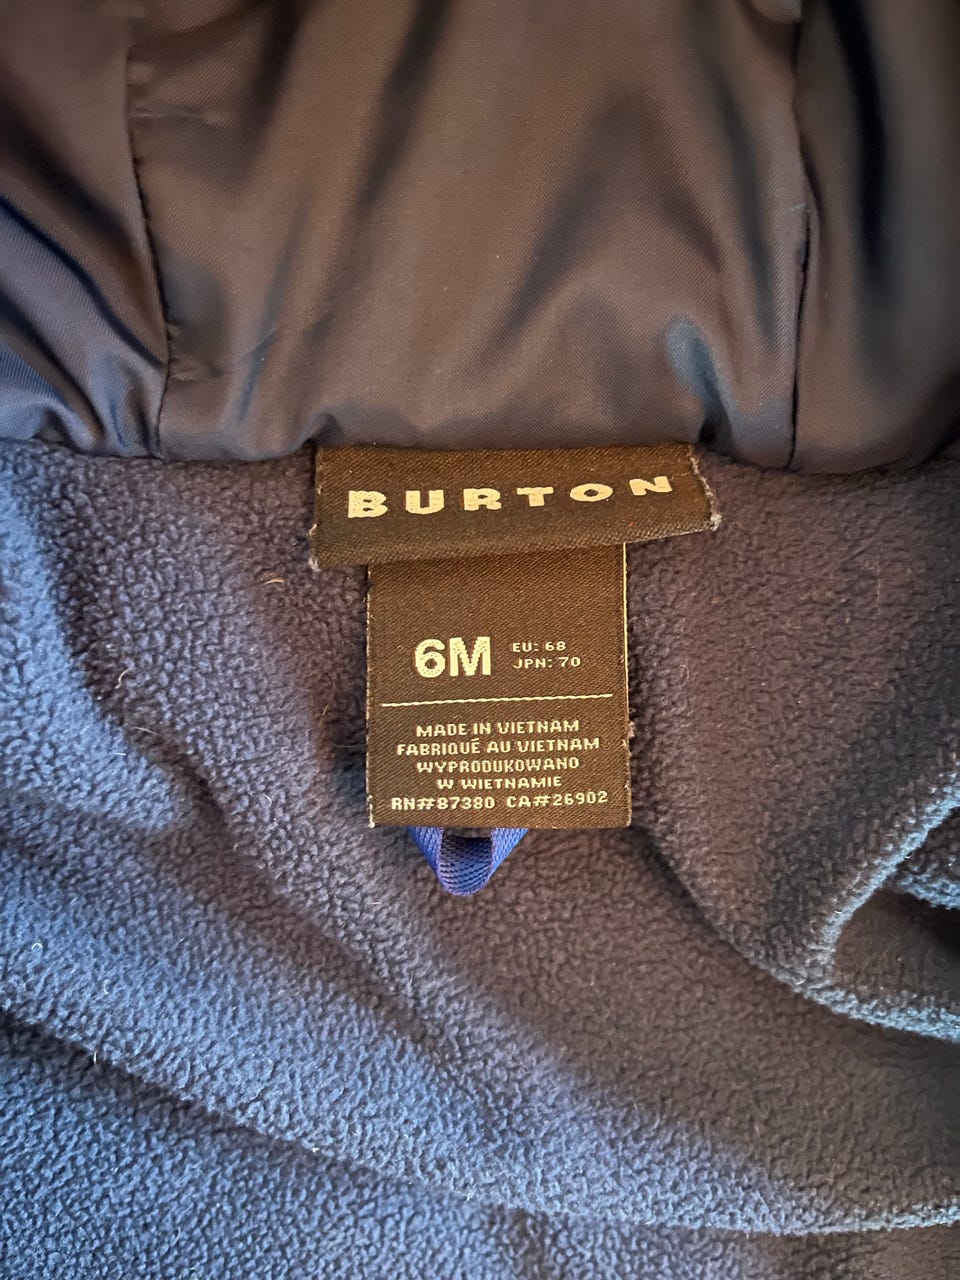 BURTON
6M
EU: 68
JPN: 70
MADE IN VIETNAM
FABRIQUÉ AU VIETNAM
WYPRODUKOWANO
W WIETNAMIE
RN#87380 CA#26902